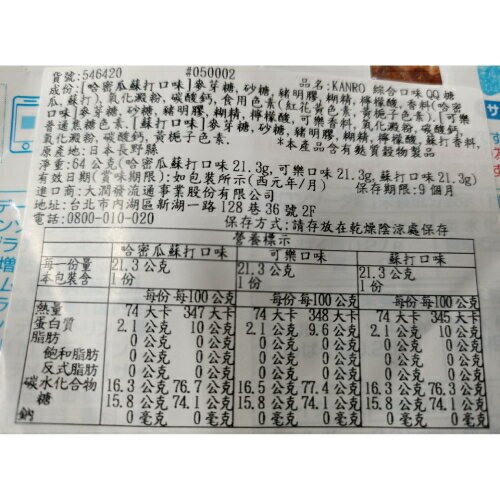 貨號:546420 #050002
成份:[哈密瓜蘇打口味]麥芽糖,砂糖,豬明膠, 品名:KANRO 綜合口味QQ糖
瓜,蘇打),氧化澱粉,碳酸鈣,食用色素(紅花黃色素,黃梔子色素).[可樂口味]麥芽糖,砂糖,豬明膠,糊精,檸檬酸,香料(哈密
普通焦糖色素.[蘇打口味]麥芽糖,砂糖,豬明膠,糊精,檸檬酸,蘇打香料,
氧化澱粉,碳酸鈣,黃梔子色素. *本產品含有麩質穀物製品
原產地:日本長野縣
淨重:64公克(哈密瓜蘇打口味21.3g,可樂口味21.3g,蘇打口味21.3g)
有效日期(賞味期限):如包裝所示(西元年/月) 保存期限:9個月
進口商:大潤發流通事業股份有限公司
地址:台北市內湖區新湖一路128巷36號2F
電話:0800-010-020 保存方式:請存放在乾燥陰涼處保存
營養標示
哈密瓜蘇打口味 可樂口味 蘇打口味
每一份量 21.3公克 21.3公克 21.3公克
本包裝含 1份 1份 1份
每份 每100公克 每份 每100公克 每份 每100公克
熱量 74大卡 347大卡 74大卡 348大卡 74大卡 345大卡
蛋白質 2.1公克 10公克 2.1公克 9.6公克 2.1公克 10公克
脂肪 0公克 0公克 0公克 0公克 0公克 0公克
飽和脂肪 0公克 0公克 0公克 0公克 0公克 0公克
反式脂肪 0公克 0公克 0公克 0公克 0公克 0公克
碳水化合物 16.3公克 76.7公克 16.5公克 77.4公克 16.3公克 76.3公克
糖 15.8公克 74.1公克 15.8公克 74.1公克 15.8公克 74.1公克
鈉 0毫克 0毫克 0毫克 0毫克 0毫克 0毫克